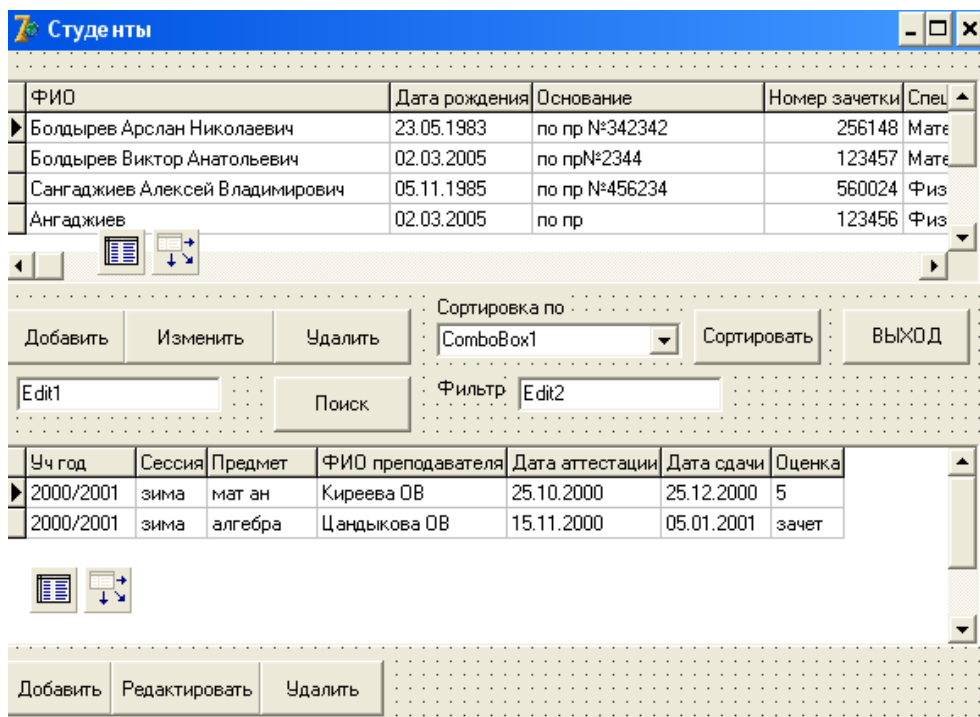 Студенты
ФИО Дата рождения Основание Номер зачетки Спец
Болдырев Арслан Николаевич 23.05.1983 по пр №342342 256148 Мате
Болдырев Виктор Анатольевич 02.03.2005 по пр№2344 123457 Мате
Сангаджиев Алексей Владимирович 05.11.1985 по пр №456234 560024 Физ
Ангаджиев 02.03.2005 по пр 123456 Физ
Сортировка по
Добавить Изменить Удалить ComboBox1 Сортировать ВЫХОД
Edit1 Поиск Фильтр Edit2
Уч год Сессия Предмет ФИО преподавателя Дата аттестации Дата сдачи Оценка
2000/2001 зима мат ан Киреева ОВ 25.10.2000 25.12.2000 5
2000/2001 зима алгебра Цандыкова ОВ 15.11.2000 05.01.2001 зачет
Добавить Редактировать Удалить